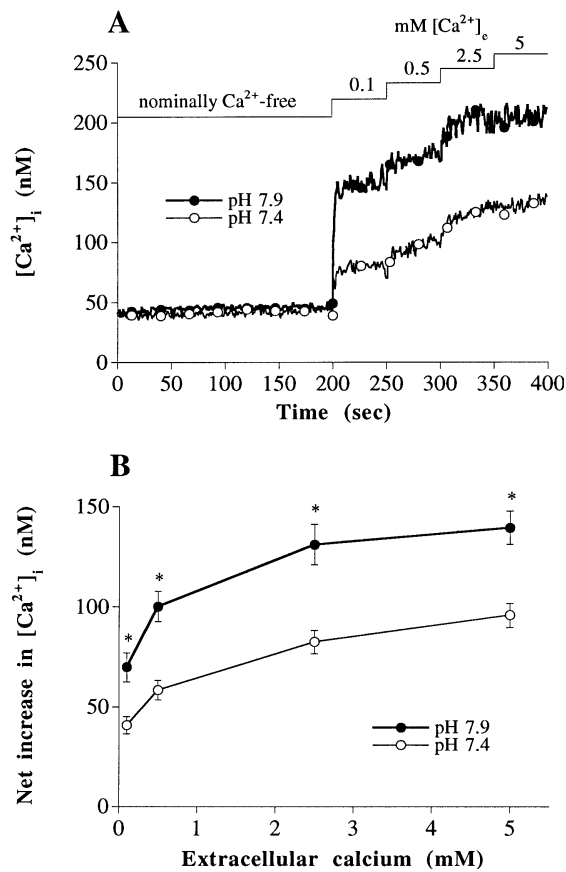 A
mM [Ca²⁺]e
nominally Ca²⁺-free
0.1
0.5
2.5
5
[Ca²⁺]i (nM)
250
200
150
100
50
0
pH 7.9
pH 7.4
0 50 100 150 200 250 300 350 400
Time (sec)
B
Net increase in [Ca²⁺]i (nM)
150
100
50
0
*
*
*
*
pH 7.9
pH 7.4
0 1 2 3 4 5
Extracellular calcium (mM)